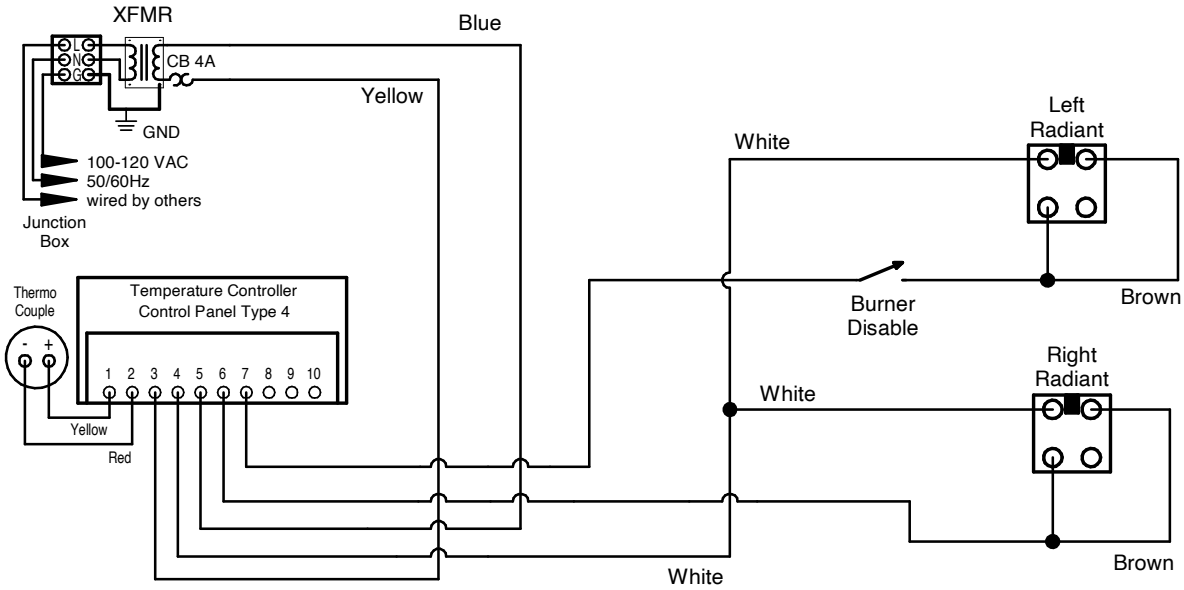 XFMR
Blue
L
N
G
CB 4A
Yellow
GND
100-120 VAC
50/60Hz
wired by others
Junction
Box
Left
Radiant
White
Burner
Disable
Brown
Thermo
Couple
- +
Temperature Controller
Control Panel Type 4
1 2 3 4 5 6 7 8 9 10
Yellow
Red
Right
Radiant
White
Brown
White